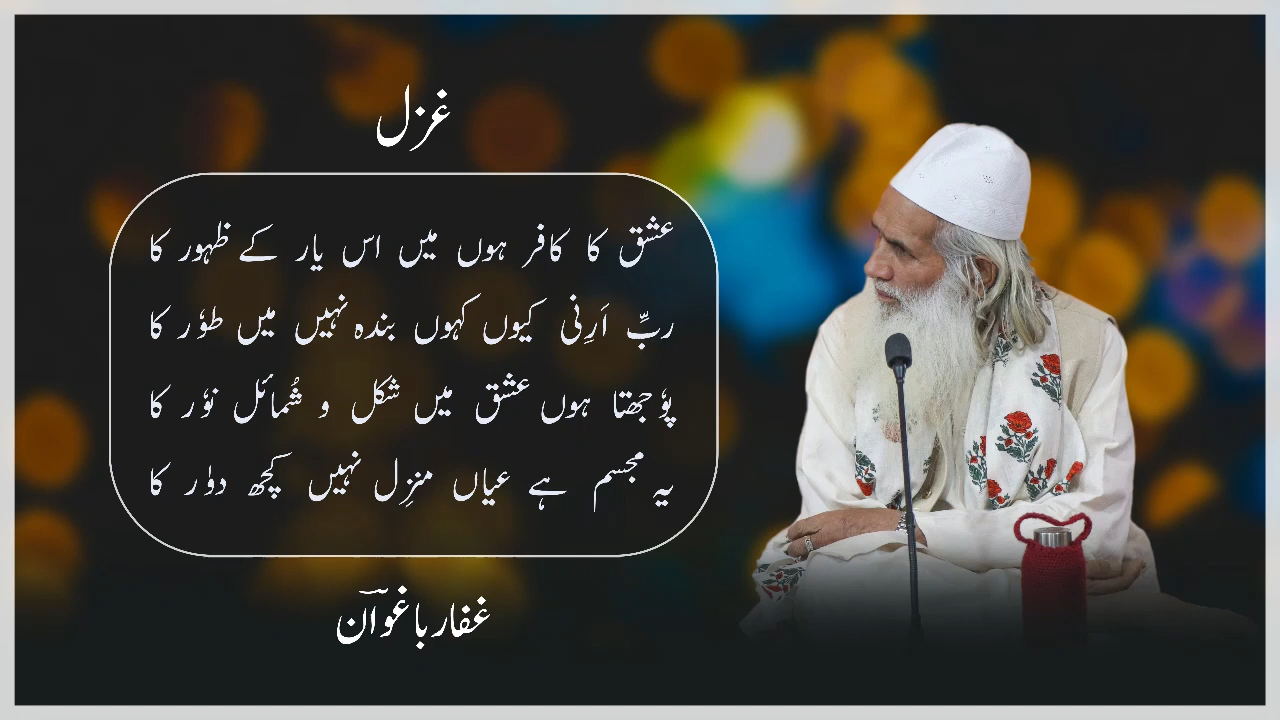 غزل
عشق کا کافر ہوں میں اس یار کے ظہور کا
ربِّ اَرِنی کیوں کہوں بندہ نہیں میں طوٗر کا
پوٗجھتا ہوں عشق میں شکل و شُمائل نوٗر کا
یہ مجسم ہے عیاں منزِل نہیں کچھ دوٗر کا
غفار باغوان